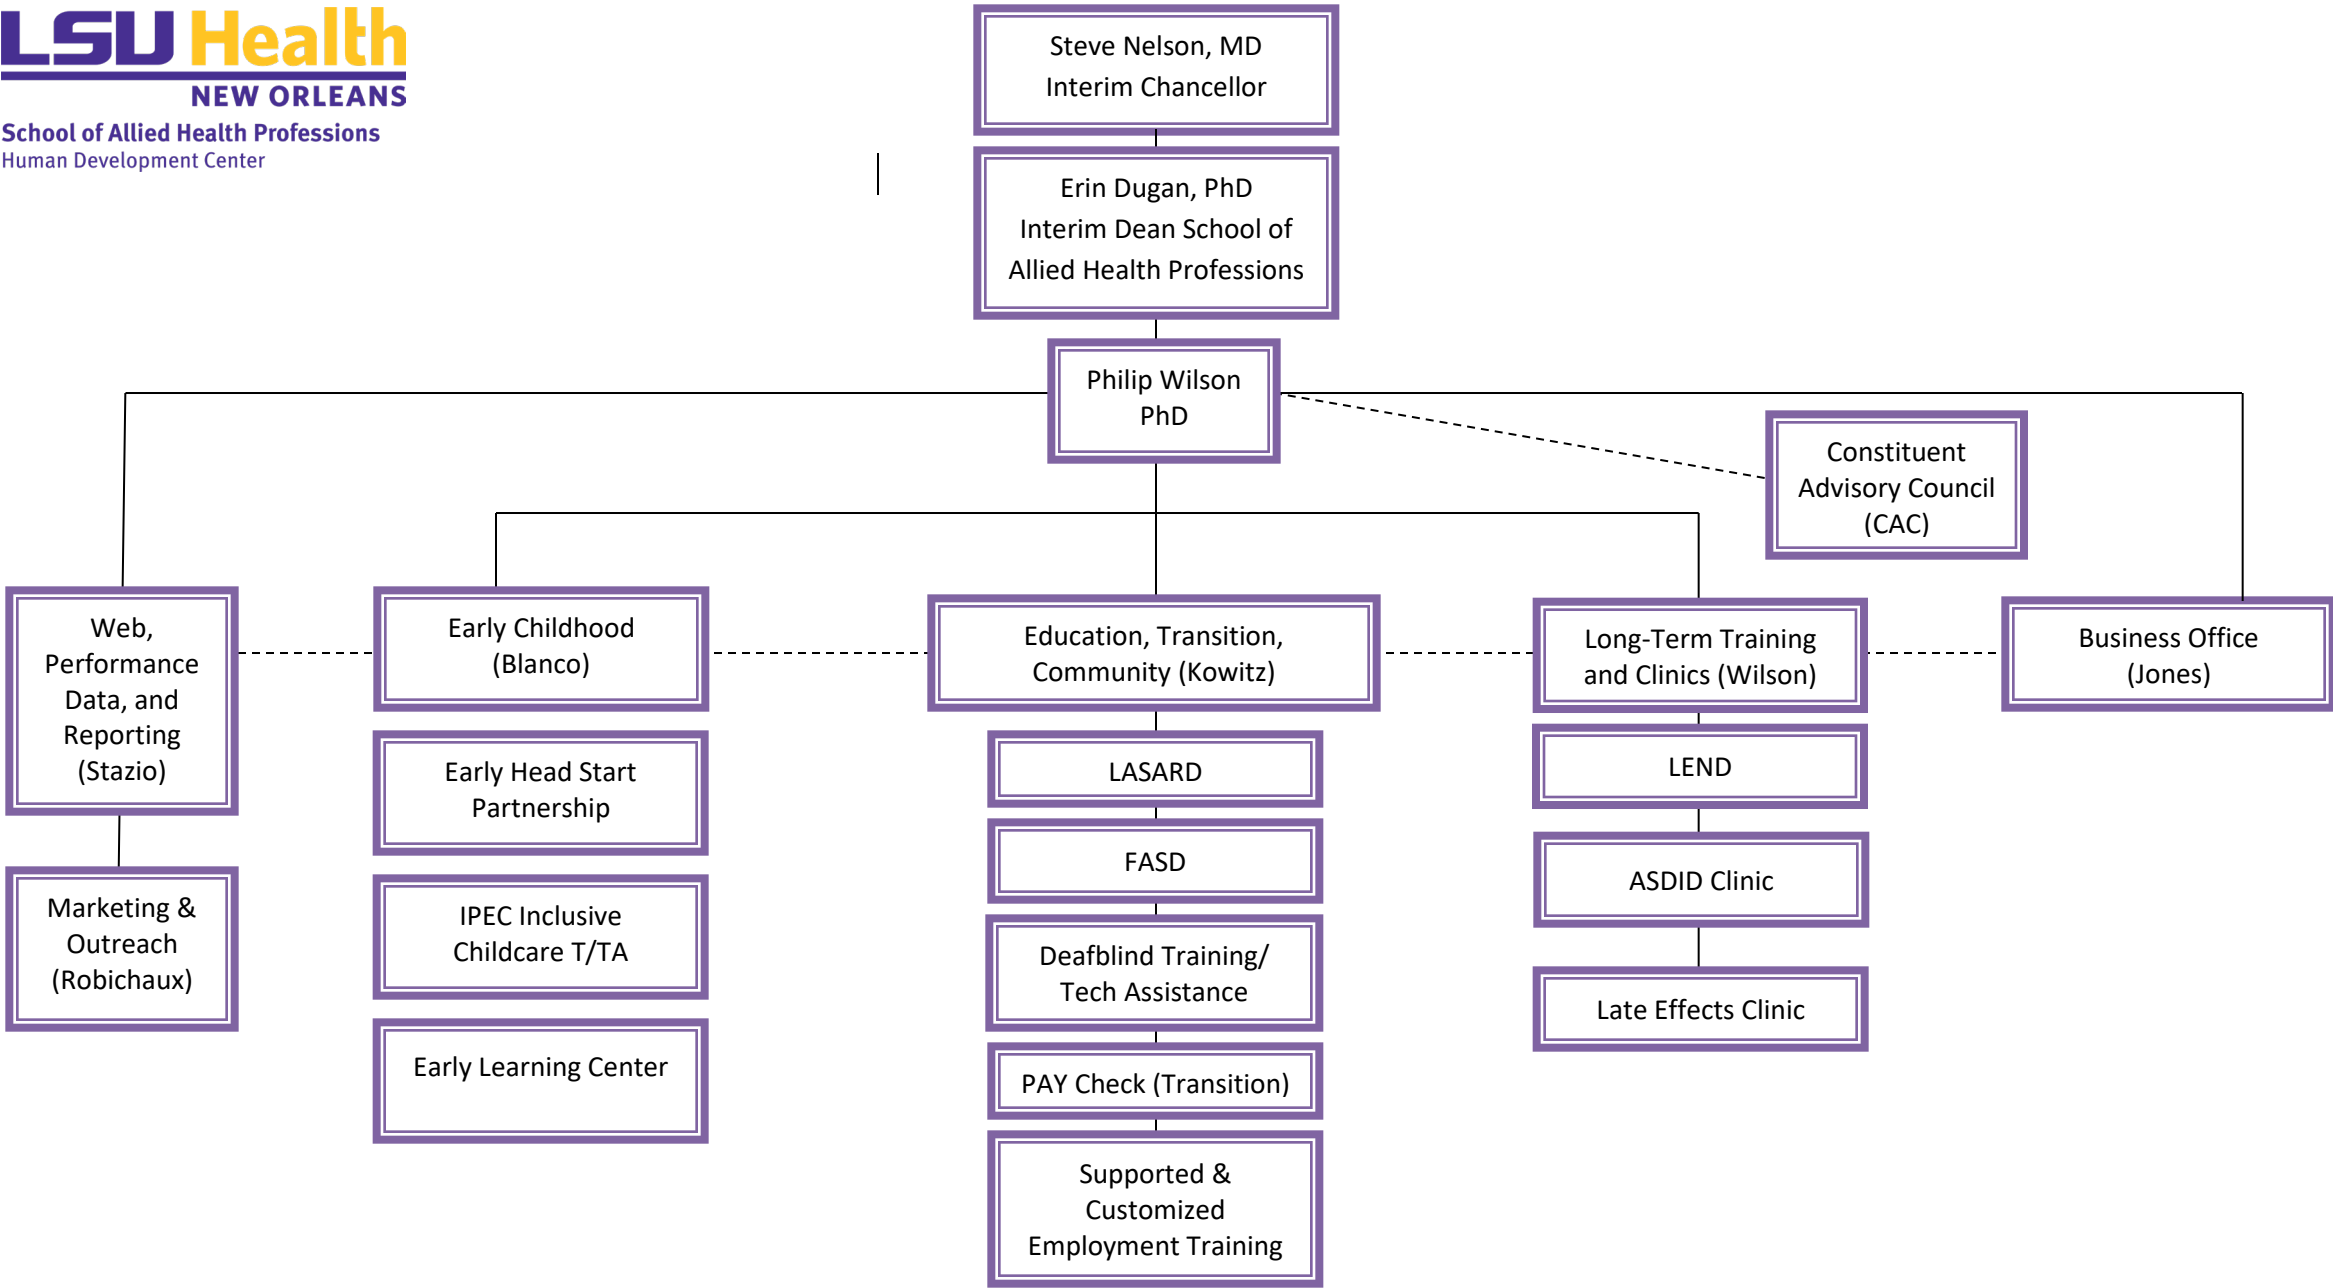 LSU Health
NEW ORLEANS
School of Allied Health Professions
Human Development Center
Steve Nelson, MD
Interim Chancellor
Erin Dugan, PhD
Interim Dean School of
Allied Health Professions
Philip Wilson
PhD
Constituent
Advisory Council
(CAC)
Web,
Performance
Data, and
Reporting
(Stazio)
Early Childhood
(Blanco)
Education, Transition,
Community (Kowitz)
Long-Term Training
and Clinics (Wilson)
Business Office
(Jones)
Marketing &
Outreach
(Robichaux)
Early Head Start
Partnership
IPEC Inclusive
Childcare T/TA
Early Learning Center
LASARD
FASD
Deafblind Training/
Tech Assistance
PAY Check (Transition)
Supported &
Customized
Employment Training
LEND
ASDID Clinic
Late Effects Clinic